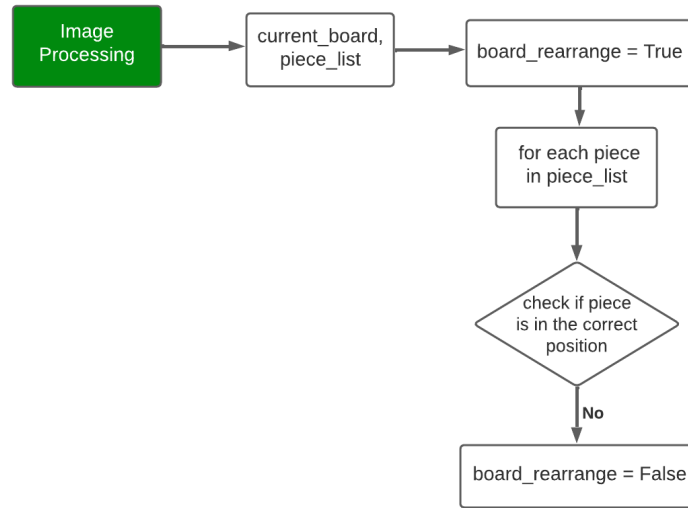 Image
Processing
current_board,
piece_list
board_rearrange = True
for each piece
in piece_list
check if piece
is in the correct
position
No
board_rearrange = False